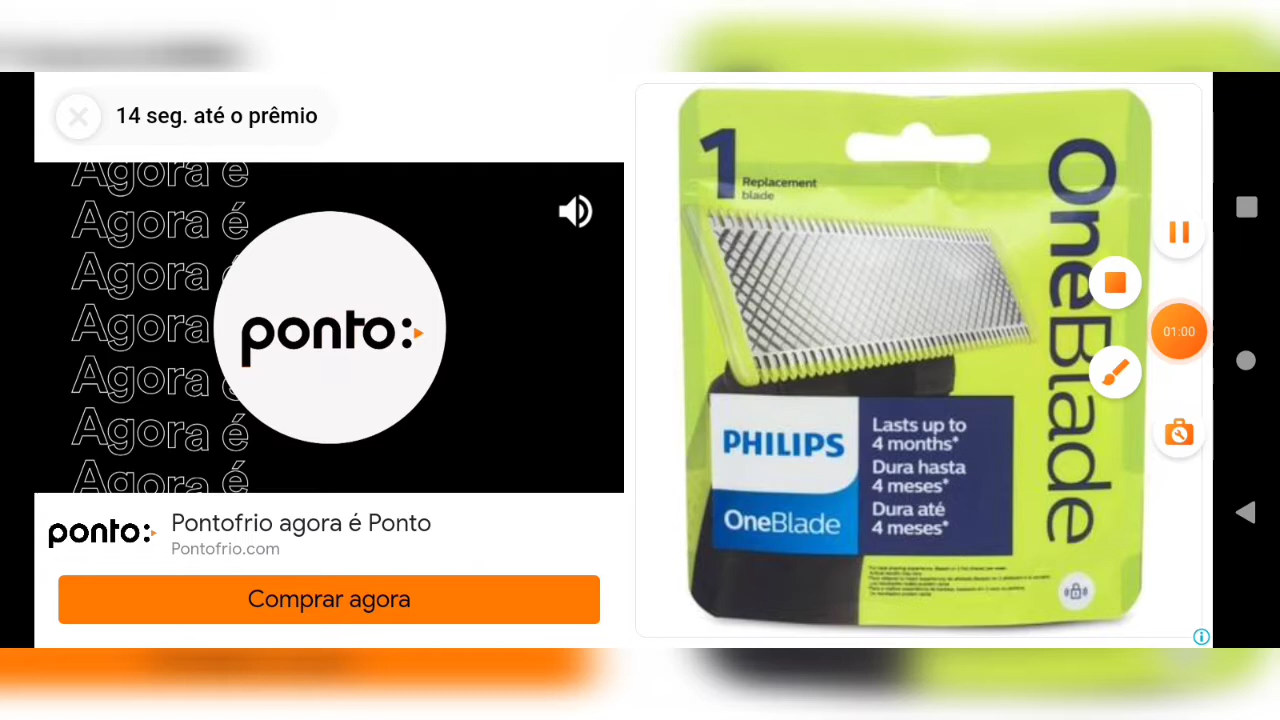 14 seg. até o prêmio
Agora é
Agora é
Agora é
Agora
Agora é
Agora é
Agora é
ponto:
ponto:
Pontofrio agora é Ponto
Pontofrio.com
Comprar agora
1
Replacement
blade
OneBlade
PHILIPS
OneBlade
Lasts up to
4 months*
Dura hasta
4 meses*
Dura até
4 meses*
01:00